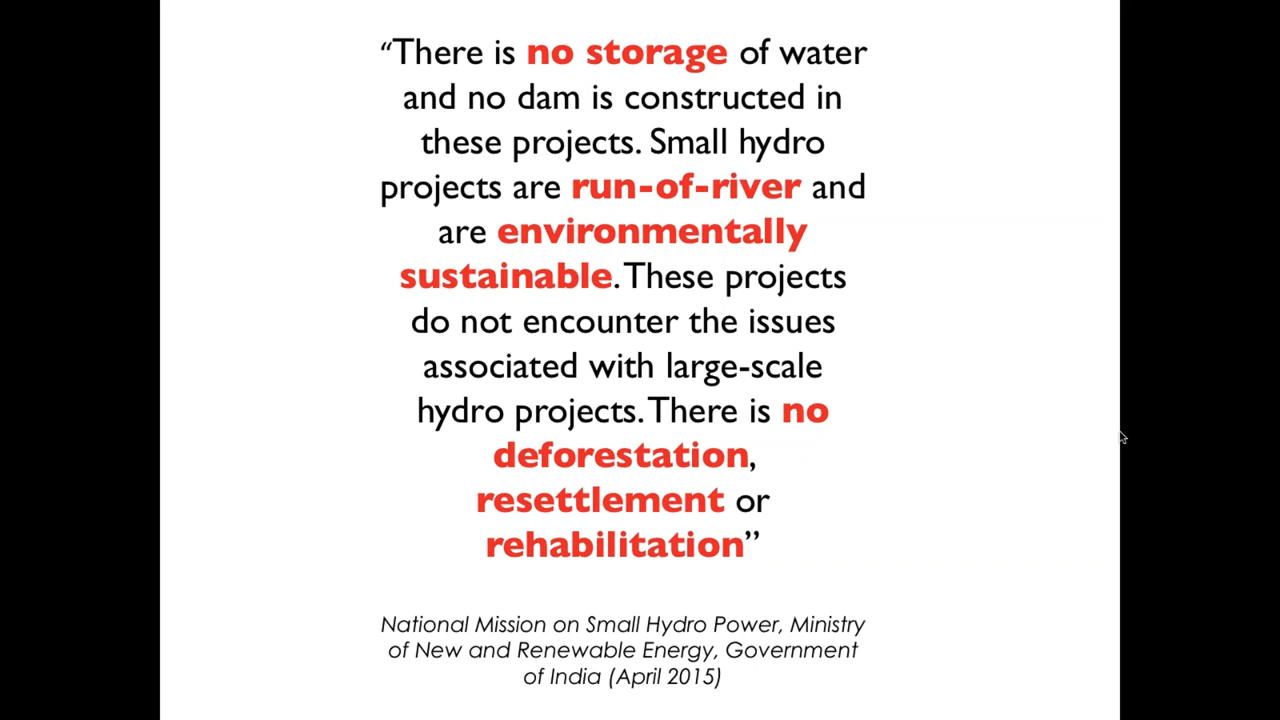 “There is no storage of water
and no dam is constructed in
these projects. Small hydro
projects are run-of-river and
are environmentally
sustainable. These projects
do not encounter the issues
associated with large-scale
hydro projects. There is no
deforestation,
resettlement or
rehabilitation”
National Mission on Small Hydro Power, Ministry
of New and Renewable Energy, Government
of India (April 2015)